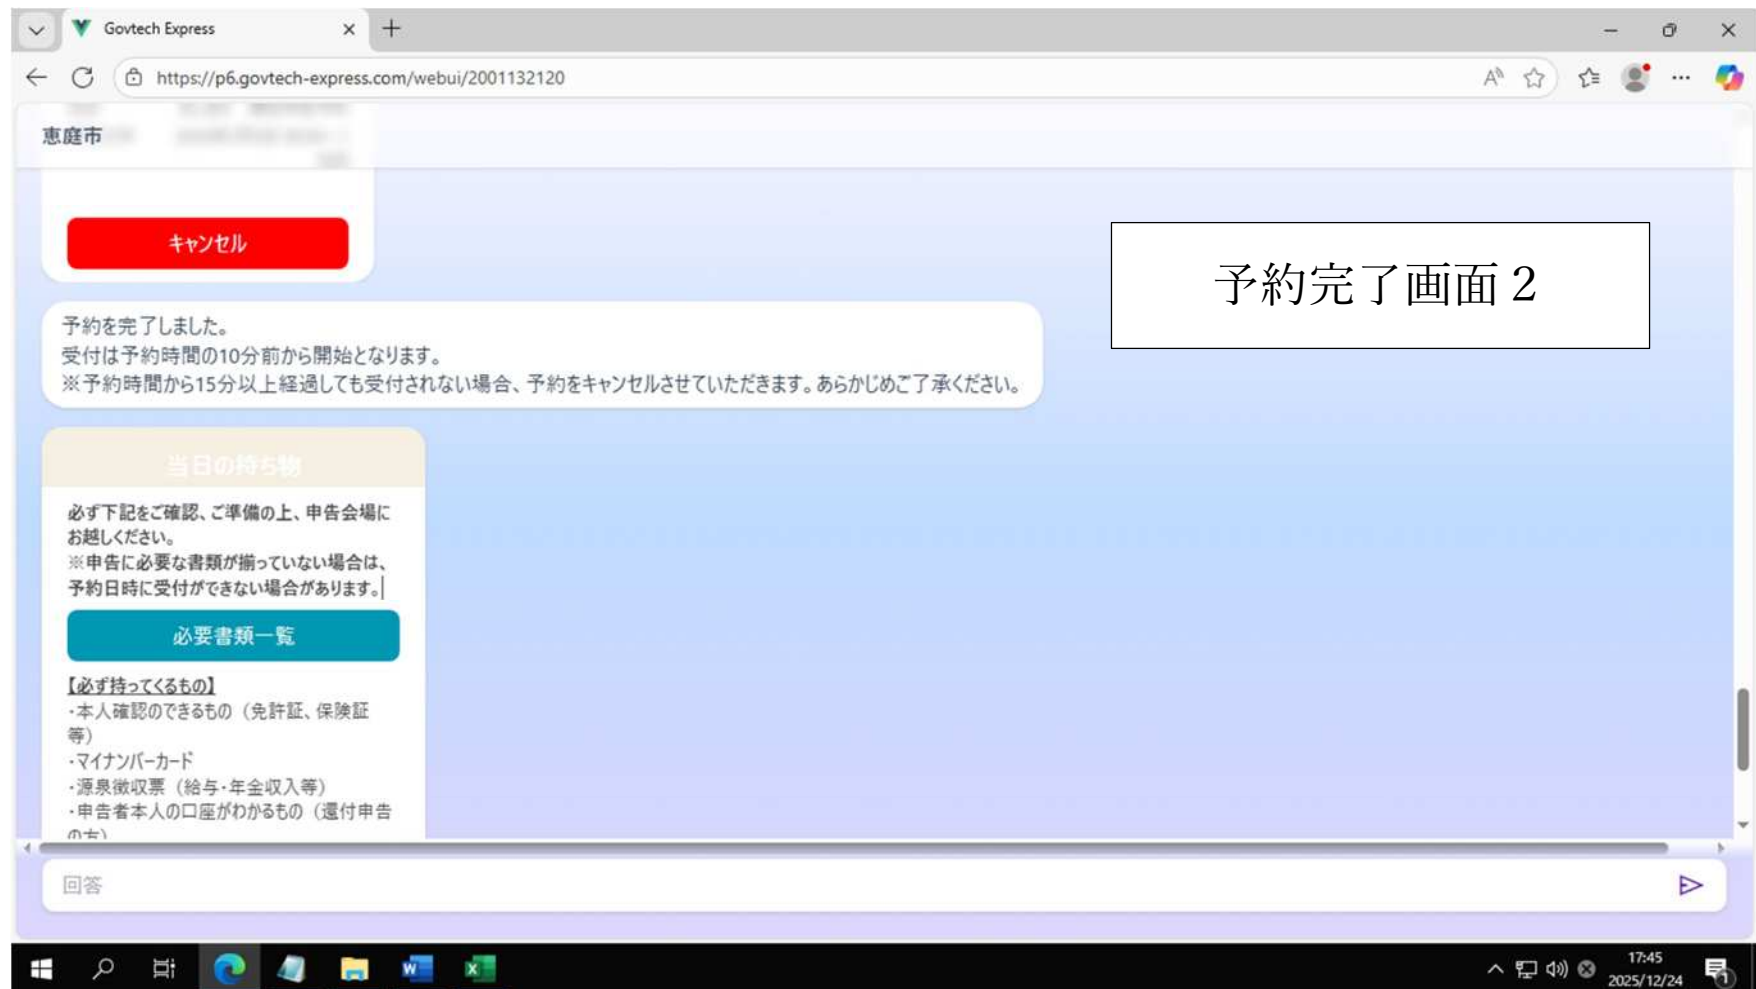 Govtech Express
https://p6.govtech-express.com/webui/2001132120
恵庭市
キャンセル
予約完了画面２
予約を完了しました。
受付は予約時間の10分前から開始となります。
※予約時間から15分以上経過しても受付されない場合、予約をキャンセルさせていただきます。あらかじめご了承ください。
当日の持ち物
必ず下記をご確認、ご準備の上、申告会場に
お越しください。
※申告に必要な書類が揃っていない場合は、
予約日時に受付ができない場合があります。
必要書類一覧
【必ず持ってくるもの】
・本人確認のできるもの（免許証、保険証
等）
・マイナンバーカード
・源泉徴収票（給与・年金収入等）
・申告者本人の口座がわかるもの（還付申告
の方）
回答
17:45
2025/12/24